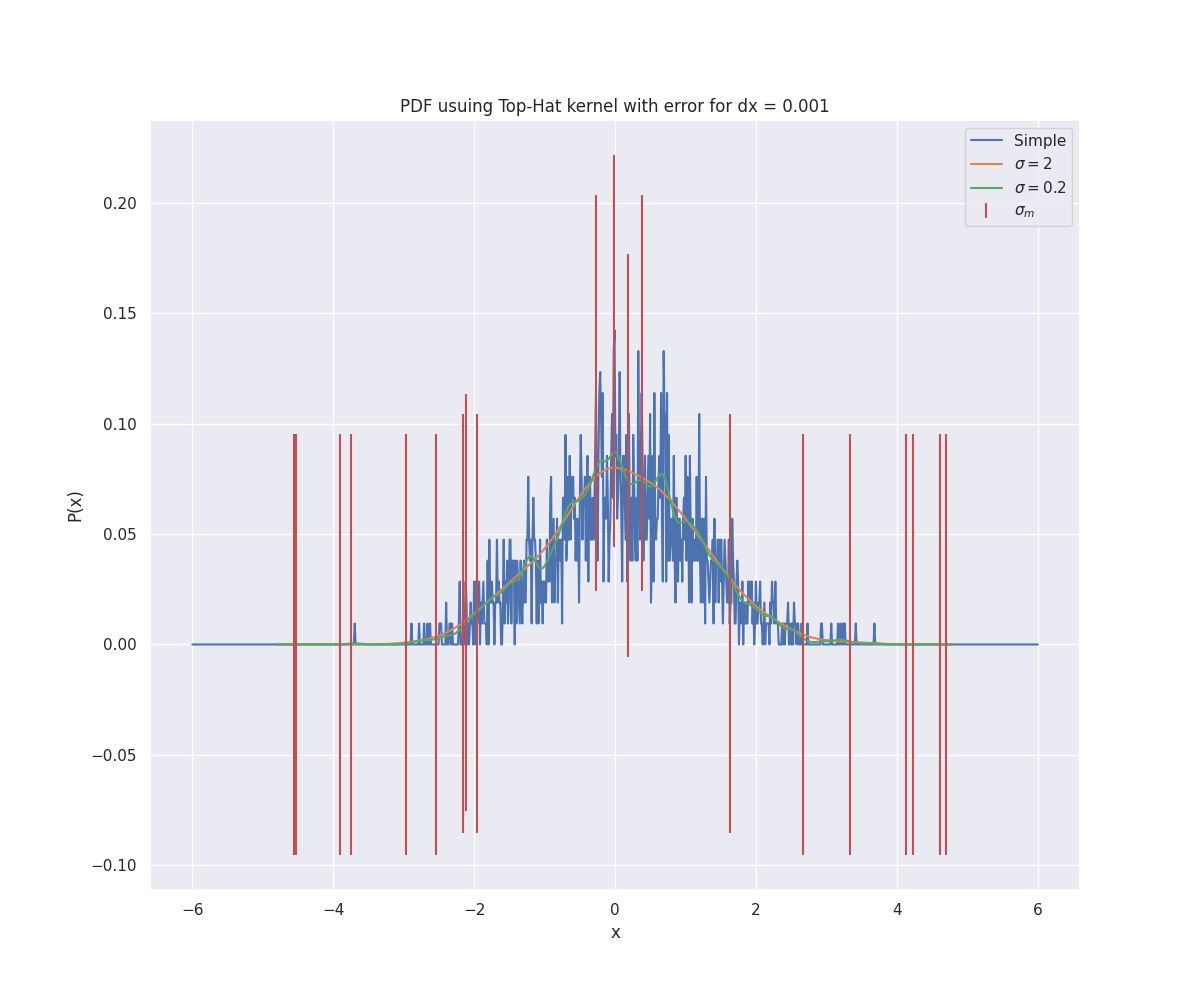 PDF usuing Top-Hat kernel with error for dx = 0.001
Simple
σ = 2
σ = 0.2
σₘ
P(x)
0.20
0.15
0.10
0.05
0.00
−0.05
−0.10
−6
−4
−2
0
2
4
6
x